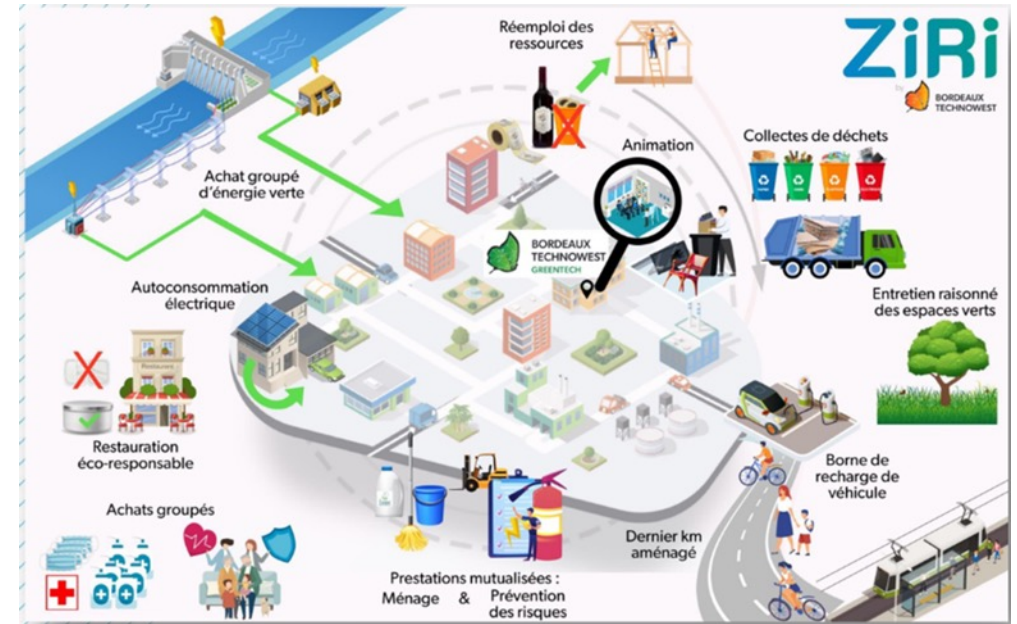 Réemploi des
ressources
ZiRi
by
BORDEAUX
TECHNOWEST
Collectes de déchets
Animation
Achat groupé
d'énergie verte
BORDEAUX
TECHNOWEST
GREENTECH
Autoconsommation
électrique
Entretien raisonné
des espaces verts
Restaurant
Restauration
éco-responsable
Borne de
recharge de
véhicule
Achats groupés
Dernier km
aménagé
Prestations mutualisées :
Ménage & Prévention
des risques